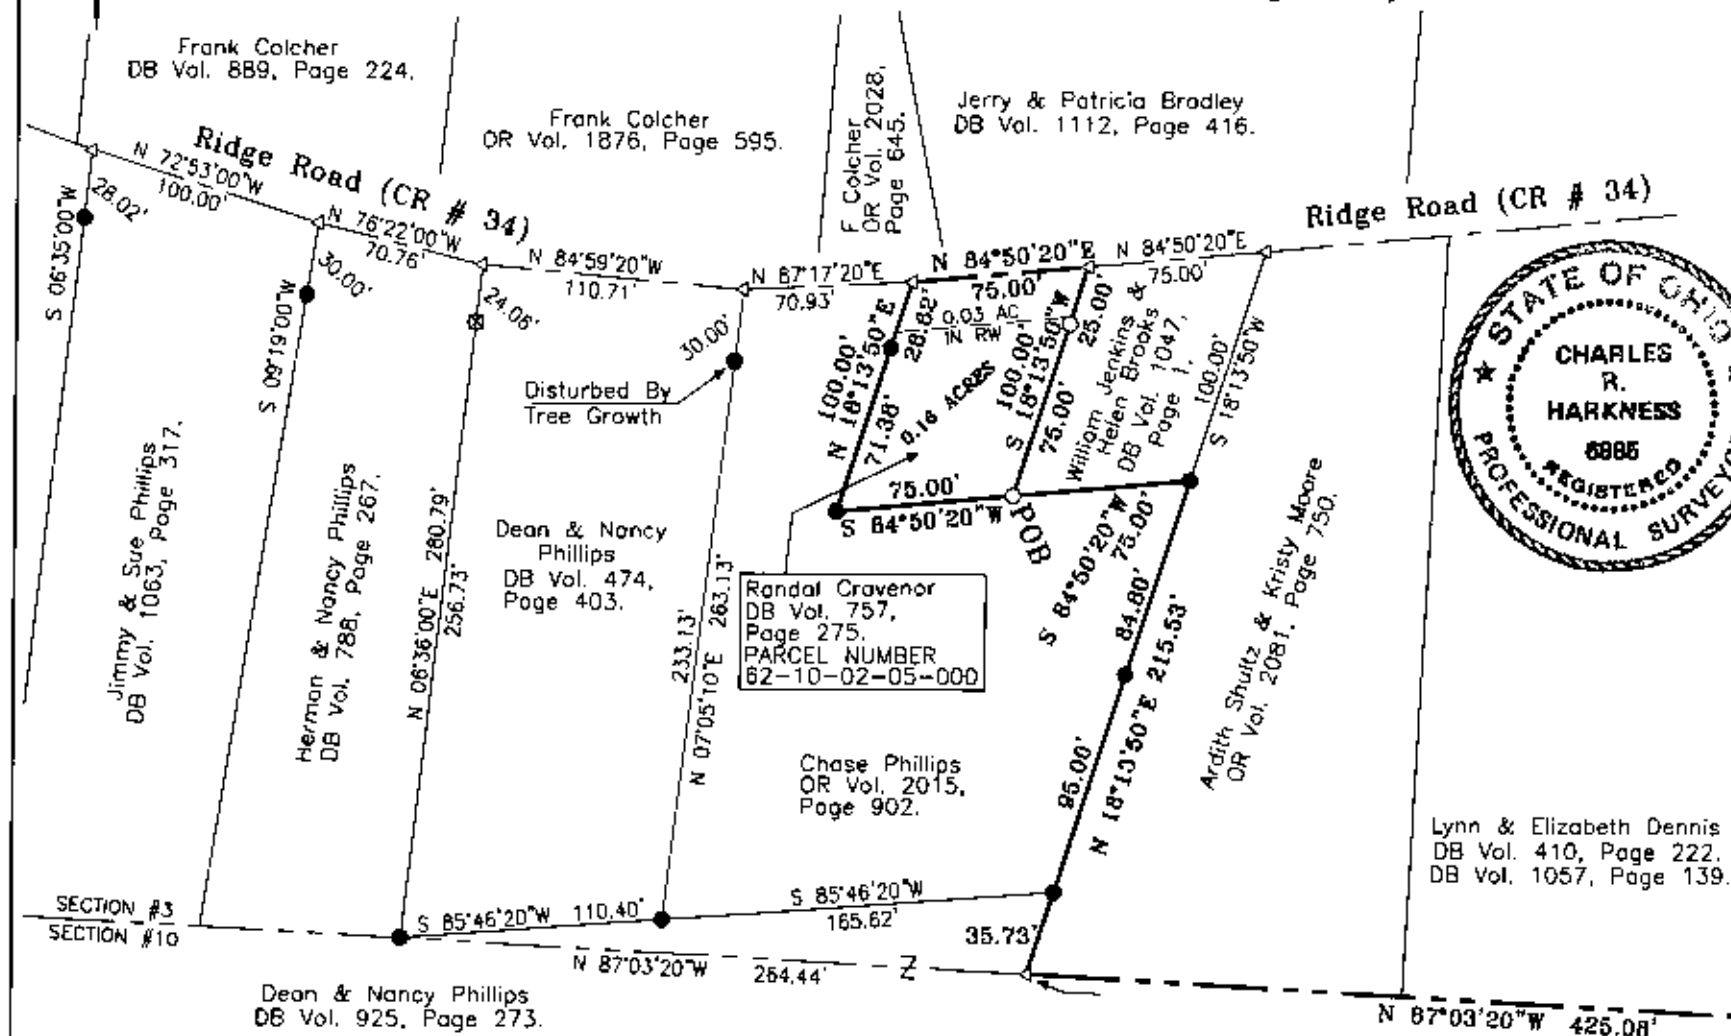 Frank Colcher
DB Vol. 889, Page 224.
Frank Colcher
OR Vol. 1876, Page 595.
F Colcher
OR Vol. 2028,
Page 645.
Jerry & Patricia Bradley
DB Vol. 1112, Page 416.
Ridge Road (CR # 34)
Ridge Road (CR # 34)
N 72°53'00"W
100.00'
N 76°22'00"W
70.76'
N 84°59'20"W
110.71'
N 87°17'20"E
70.93'
N 84°50'20"E
75.00'
N 84°50'20"E
75.00'
S 06°35'00"W
28.02'
S 09°19'00"W
30.00'
24.06'
30.00'
Disturbed By
Tree Growth
N 18°13'50"E
100.00'
28.62'
71.38'
0.03 AC
IN RW
0.16 ACRES
S 18°13'50"W
100.00'
25.00'
75.00'
William Jenkins &
Helen Brooks &
DB Vol. 1047,
Page 1.
S 18°13'50"W
100.00'
75.00'
S 84°50'20"W
POB
S 84°50'20"W
75.00'
Jimmy & Sue Phillips
DB Vol. 1063, Page 317.
Herman & Nancy Phillips
DB Vol. 788, Page 267.
N 06°36'00"E 280.79'
256.73'
Dean & Nancy
Phillips
DB Vol. 474,
Page 403.
233.13'
N 07°05'10"E 263.13'
Randal Cravenor
DB Vol. 757,
Page 275.
PARCEL NUMBER
62-10-02-05-000
Chase Phillips
OR Vol. 2015,
Page 902.
84.80'
95.00'
N 18°13'50"E 215.53'
35.73'
Ardith Shultz & Kristy Moore
OR Vol. 2081, Page 750.
STATE OF OHIO
CHARLES
R.
HARKNESS
6885
REGISTERED
PROFESSIONAL SURVEYOR
Lynn & Elizabeth Dennis
DB Vol. 410, Page 222.
DB Vol. 1057, Page 139.
SECTION #3
SECTION #10
S 85°46'20"W 110.40'
S 85°46'20"W
165.62'
N 87°03'20"W 264.44'
Z
N 87°03'20"W 425.08'
Dean & Nancy Phillips
DB Vol. 925, Page 273.